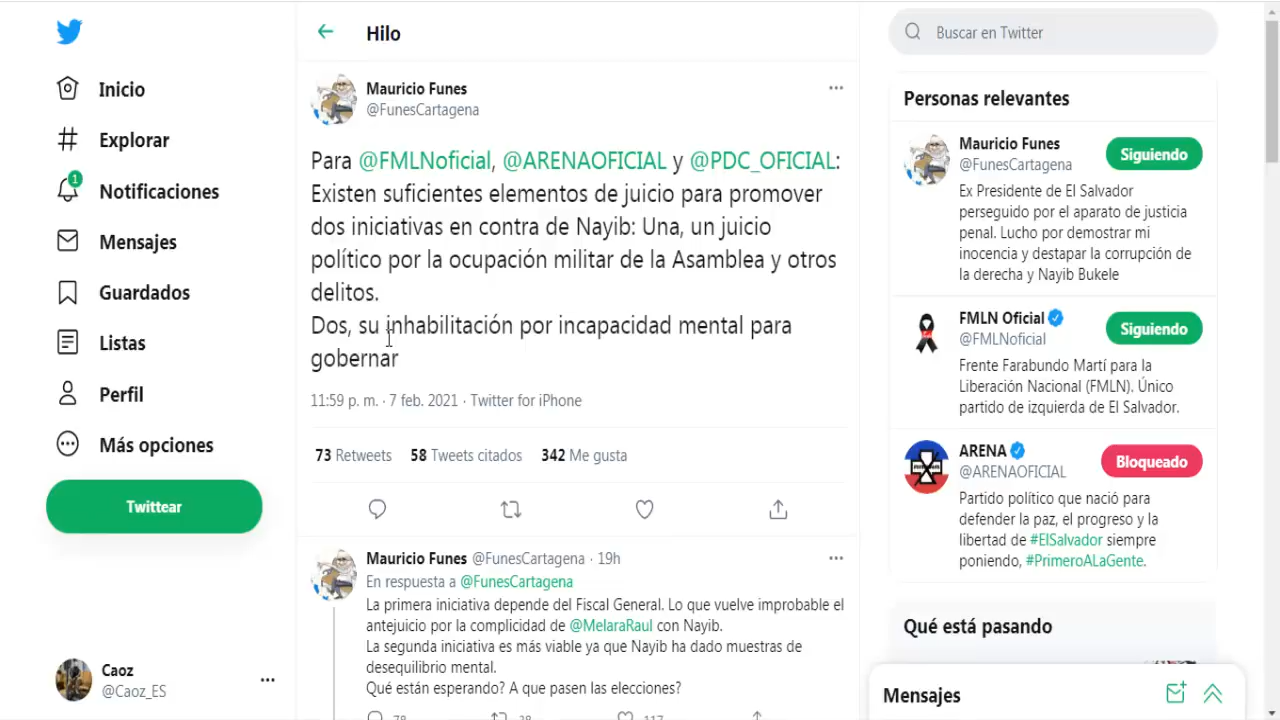 Inicio
Explorar
1
Notificaciones
Mensajes
Guardados
Listas
Perfil
Más opciones
Twittear
Caoz
@Caoz_ES
Hilo
Mauricio Funes
@FunesCartagena
Para @FMLNoficial, @ARENAOFICIAL y @PDC_OFICIAL:
Existen suficientes elementos de juicio para promover
dos iniciativas en contra de Nayib: Una, un juicio
político por la ocupación militar de la Asamblea y otros
delitos.
Dos, su inhabilitación por incapacidad mental para
gobernar
11:59 p. m. · 7 feb. 2021 · Twitter for iPhone
73 Retweets 58 Tweets citados 342 Me gusta
Mauricio Funes @FunesCartagena · 19h
En respuesta a @FunesCartagena
La primera iniciativa depende del Fiscal General. Lo que vuelve improbable el
antejuicio por la complicidad de @MelaraRaul con Nayib.
La segunda iniciativa es más viable ya que Nayib ha dado muestras de
desequilibrio mental.
Qué están esperando? A que pasen las elecciones?
78 38 117
Buscar en Twitter
Personas relevantes
Mauricio Funes
@FunesCartagena
Siguiendo
Ex Presidente de El Salvador
perseguido por el aparato de justicia
penal. Lucho por demostrar mi
inocencia y destapar la corrupción de
la derecha y Nayib Bukele
FMLN Oficial
@FMLNoficial
Siguiendo
Frente Farabundo Martí para la
Liberación Nacional (FMLN). Único
partido de izquierda de El Salvador.
ARENA
@ARENAOFICIAL
Bloqueado
Partido político que nació para
defender la paz, el progreso y la
libertad de #ElSalvador siempre
poniendo, #PrimeroALaGente.
Qué está pasando
Mensajes